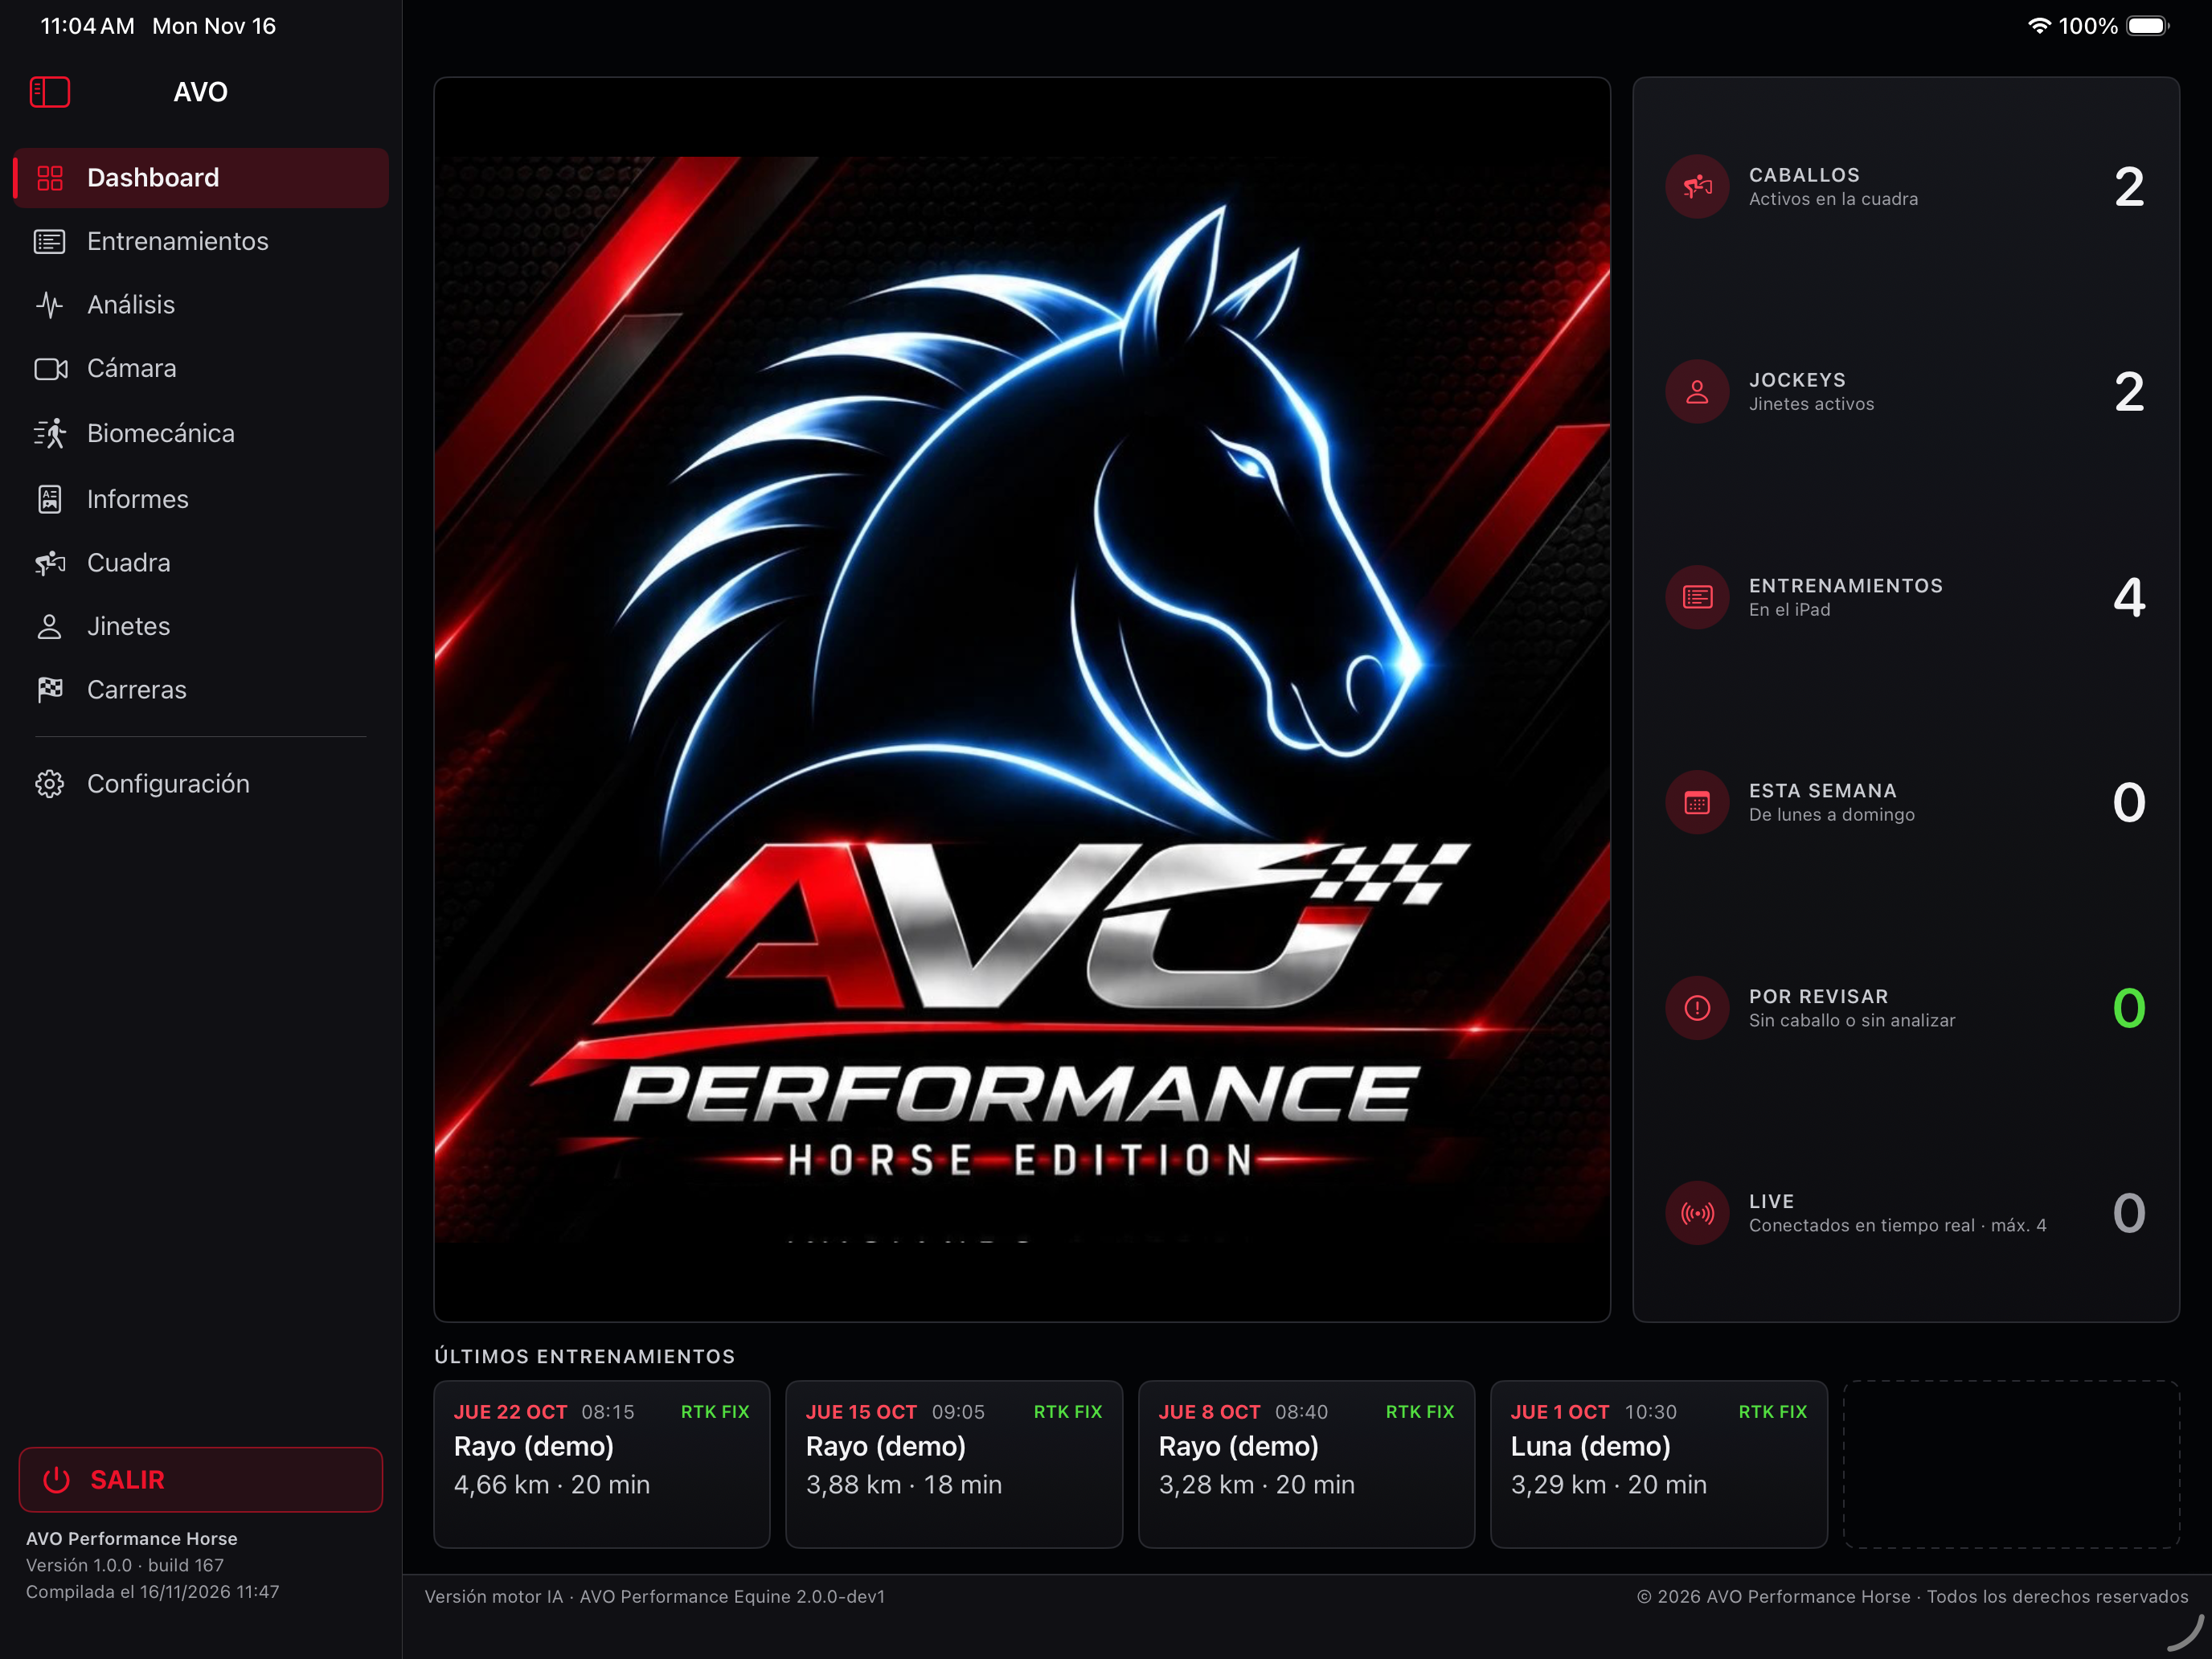 11:04 AM Mon Nov 16
100%
AVO
Dashboard
Entrenamientos
Análisis
Cámara
Biomecánica
Informes
Cuadra
Jinetes
Carreras
Configuración
SALIR
AVO Performance Horse
Versión 1.0.0 · build 167
Compilada el 16/11/2026 11:47
AVO
PERFORMANCE
HORSE EDITION
CABALLOS
Activos en la cuadra
2
JOCKEYS
Jinetes activos
2
ENTRENAMIENTOS
En el iPad
4
ESTA SEMANA
De lunes a domingo
0
POR REVISAR
Sin caballo o sin analizar
0
LIVE
Conectados en tiempo real · máx. 4
0
ÚLTIMOS ENTRENAMIENTOS
JUE 22 OCT 08:15 RTK FIX
Rayo (demo)
4,66 km · 20 min
JUE 15 OCT 09:05 RTK FIX
Rayo (demo)
3,88 km · 18 min
JUE 8 OCT 08:40 RTK FIX
Rayo (demo)
3,28 km · 20 min
JUE 1 OCT 10:30 RTK FIX
Luna (demo)
3,29 km · 20 min
Versión motor IA · AVO Performance Equine 2.0.0-dev1
© 2026 AVO Performance Horse · Todos los derechos reservados